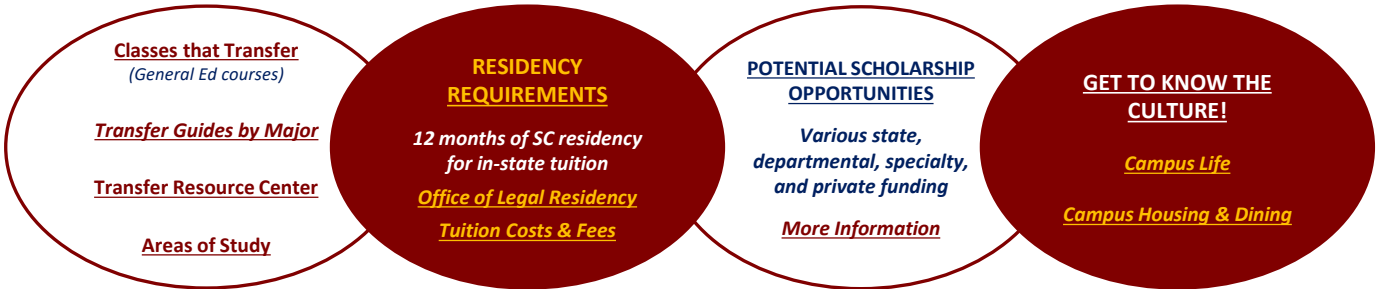 Classes that Transfer
(General Ed courses)
Transfer Guides by Major
Transfer Resource Center
Areas of Study
RESIDENCY
REQUIREMENTS
12 months of SC residency
for in-state tuition
Office of Legal Residency
Tuition Costs & Fees
POTENTIAL SCHOLARSHIP
OPPORTUNITIES
Various state,
departmental, specialty,
and private funding
More Information
GET TO KNOW THE
CULTURE!
Campus Life
Campus Housing & Dining